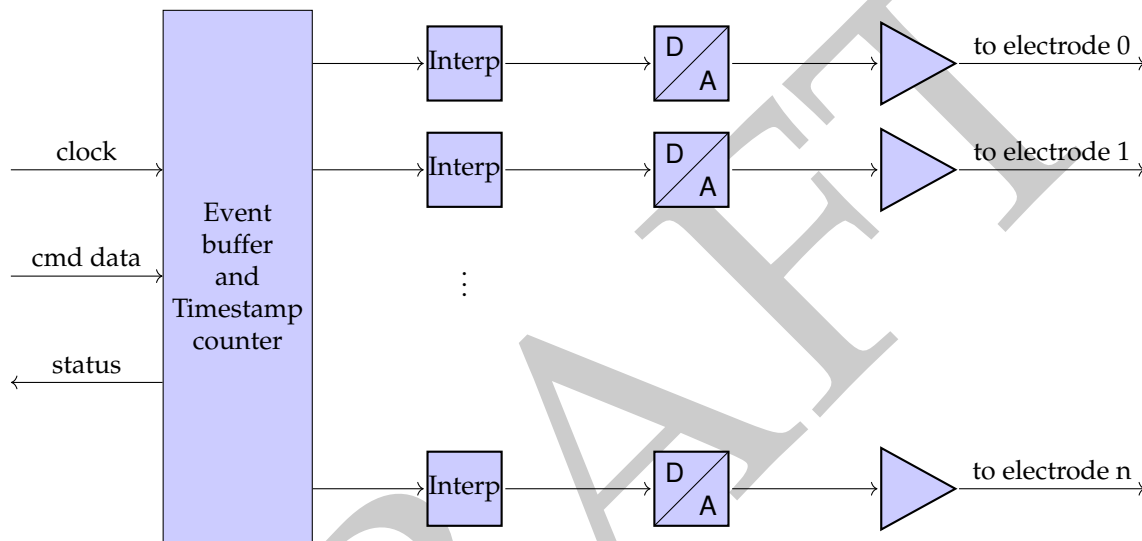 Interp
D
A
to electrode 0
clock
Interp
D
A
to electrode 1
Event
buffer
and
Timestamp
counter
cmd data
⋮
status
Interp
D
A
to electrode n
DRAFT